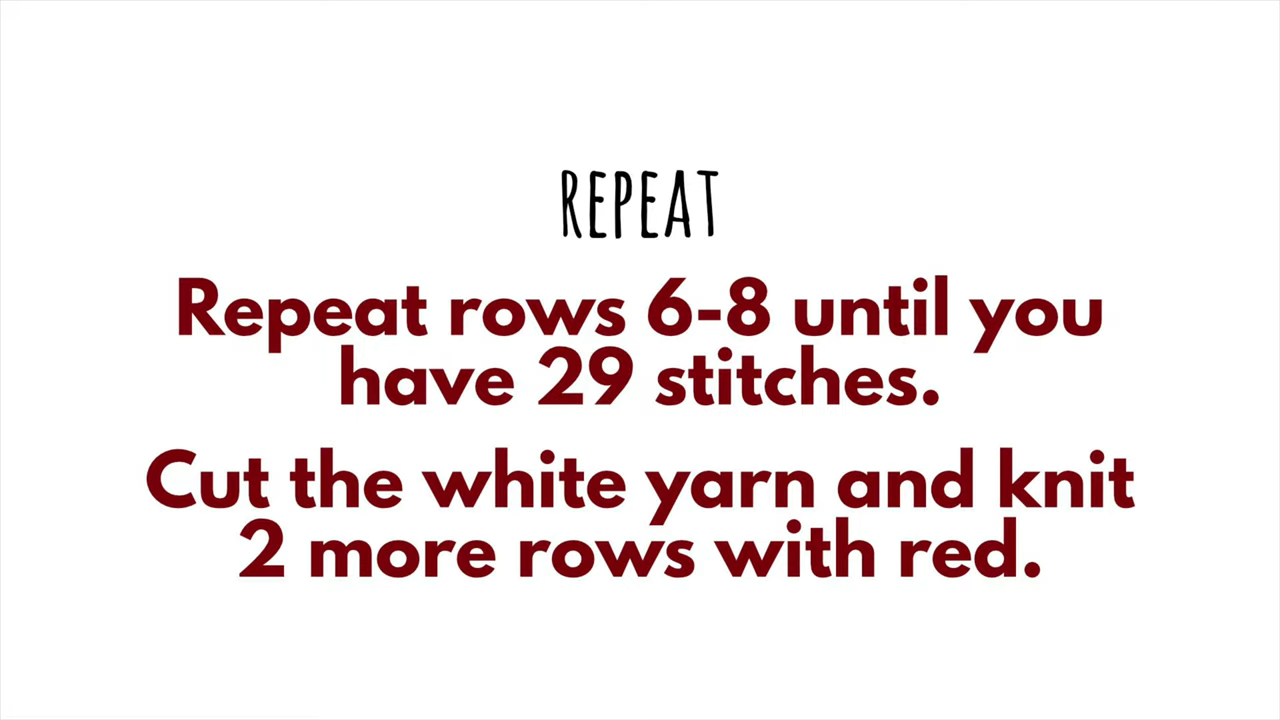 REPEAT
Repeat rows 6-8 until you
have 29 stitches.
Cut the white yarn and knit
2 more rows with red.